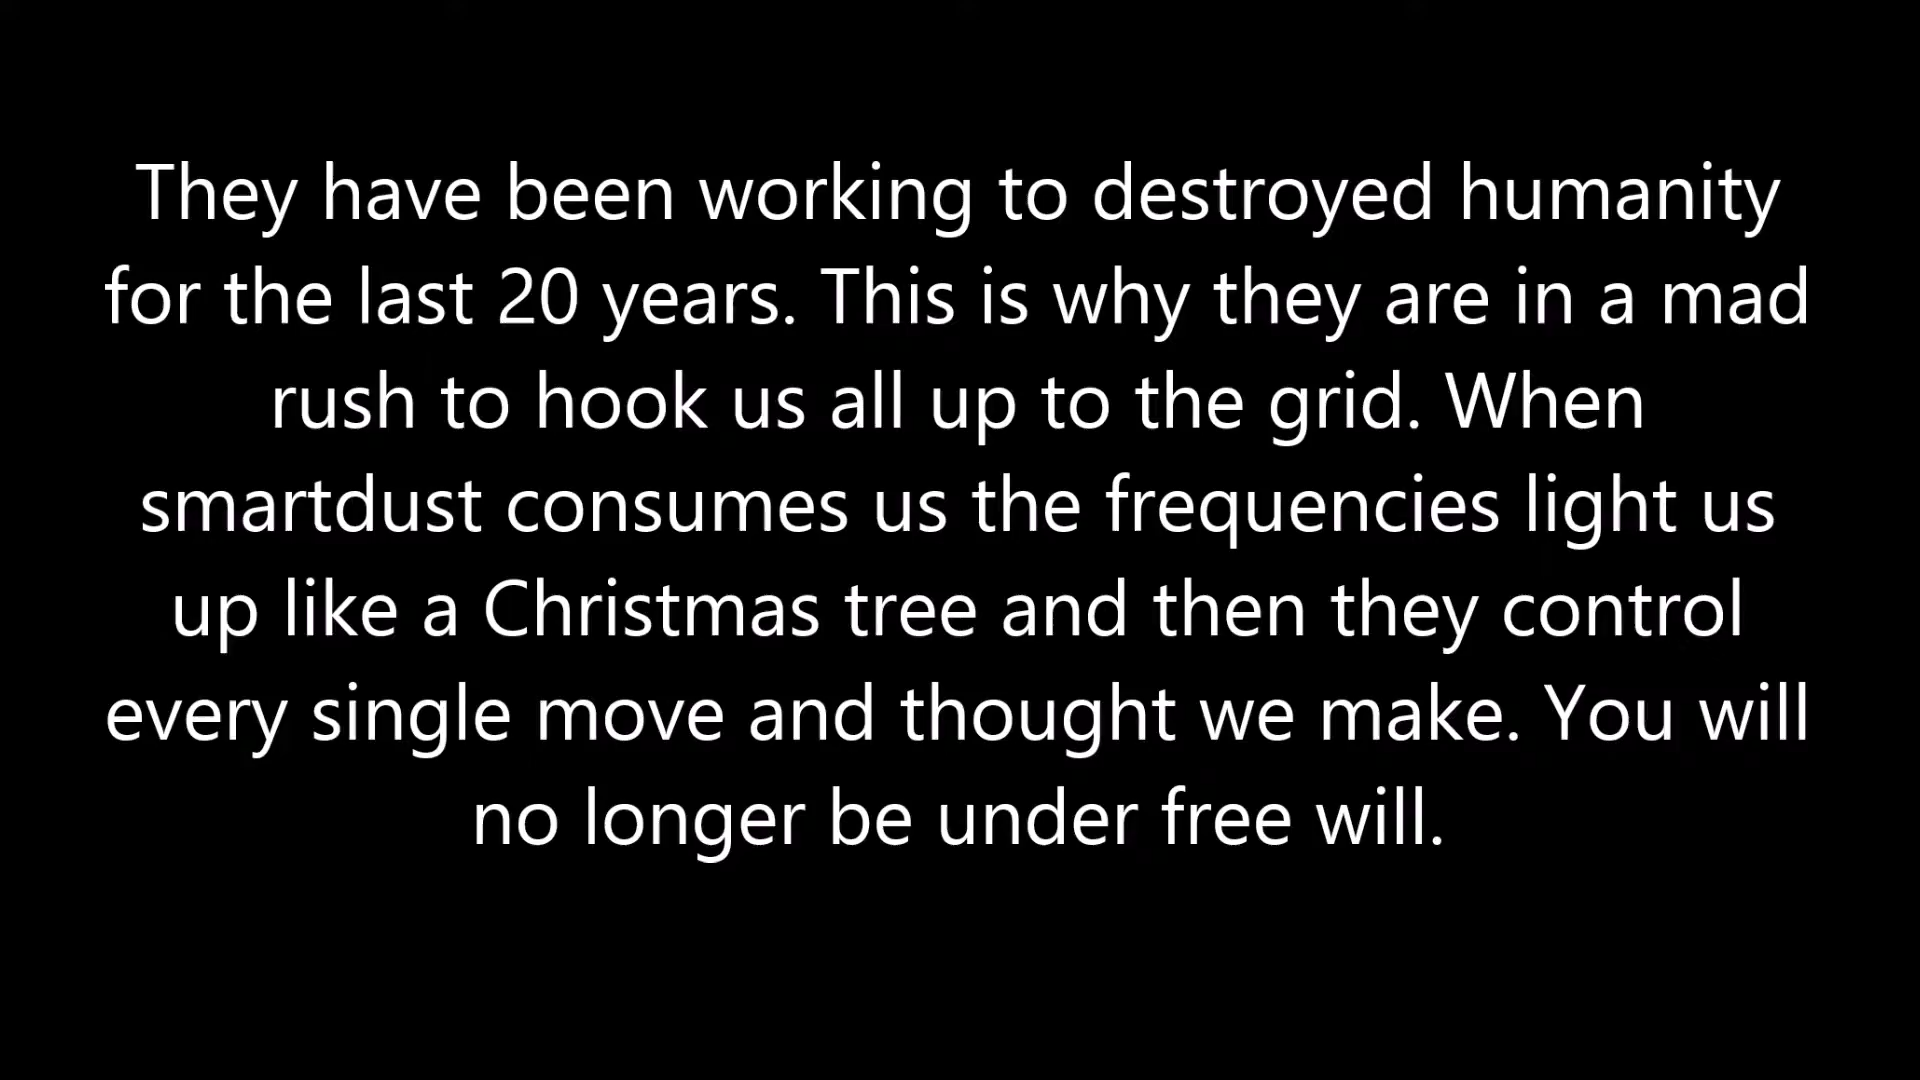 They have been working to destroyed humanity
for the last 20 years. This is why they are in a mad
rush to hook us all up to the grid. When
smartdust consumes us the frequencies light us
up like a Christmas tree and then they control
every single move and thought we make. You will
no longer be under free will.